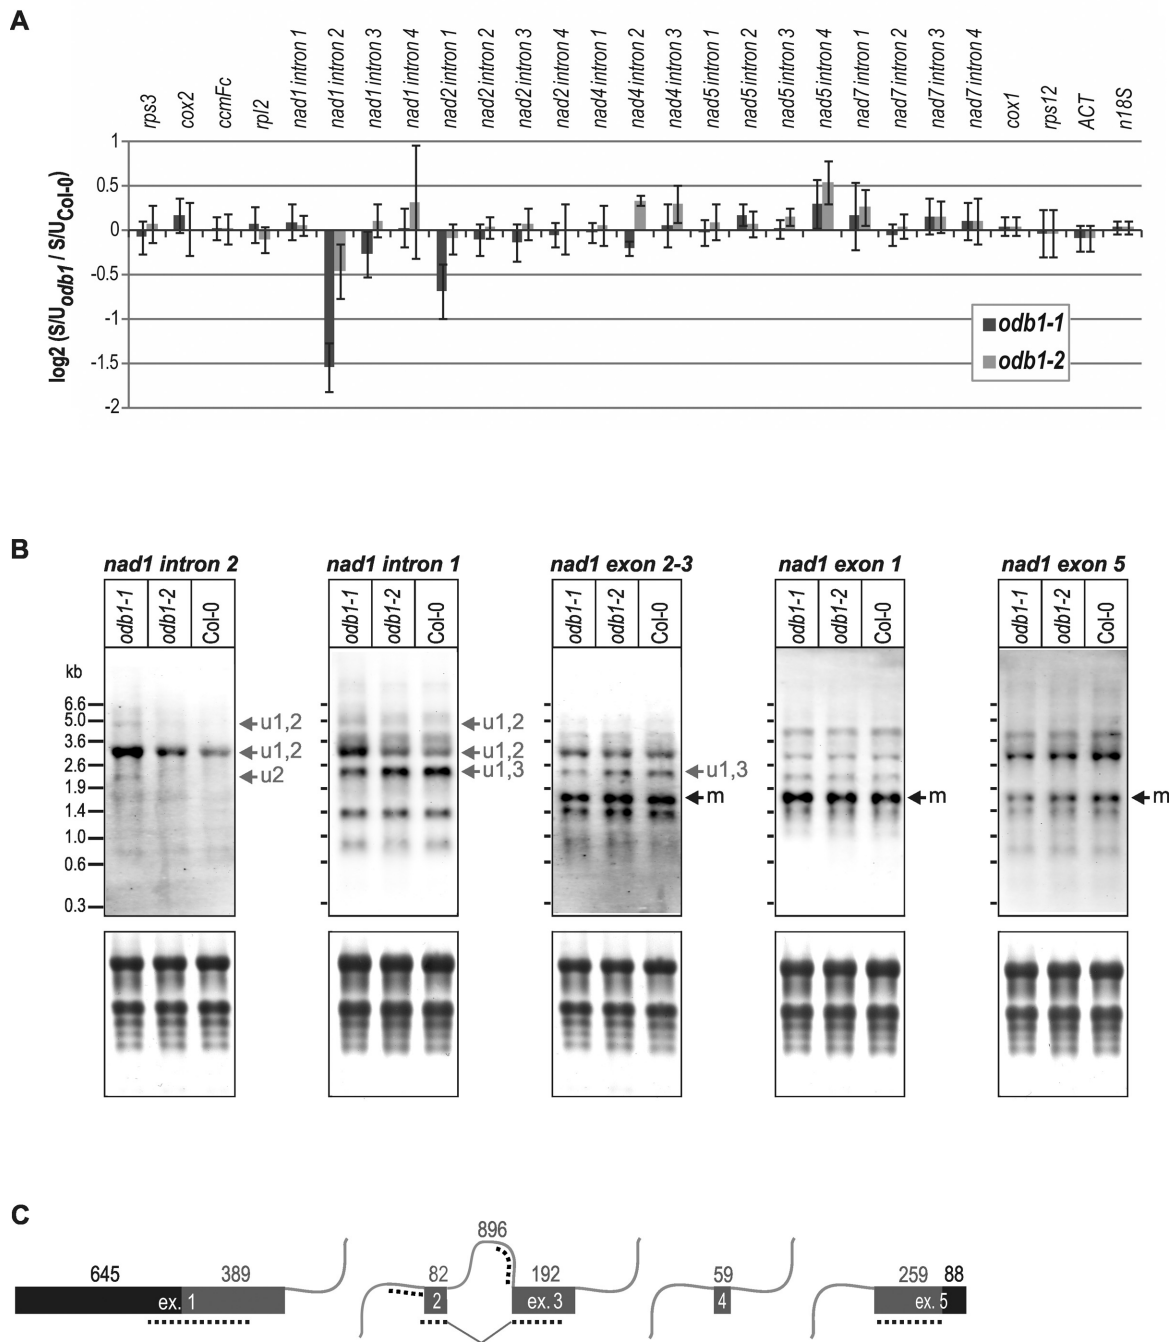 A
rps3
cox2
ccmFc
rpl2
nad1 intron 1
nad1 intron 2
nad1 intron 3
nad1 intron 4
nad2 intron 1
nad2 intron 2
nad2 intron 3
nad2 intron 4
nad4 intron 1
nad4 intron 2
nad4 intron 3
nad5 intron 1
nad5 intron 2
nad5 intron 3
nad5 intron 4
nad7 intron 1
nad7 intron 2
nad7 intron 3
nad7 intron 4
cox1
rps12
ACT
n18S
log2 (S/U odb1 / S/U Col-0)
1
0.5
0
-0.5
-1
-1.5
-2
odb1-1
odb1-2
B
nad1 intron 2 nad1 intron 1 nad1 exon 2-3 nad1 exon 1 nad1 exon 5
odb1-1 odb1-2 Col-0 odb1-1 odb1-2 Col-0 odb1-1 odb1-2 Col-0 odb1-1 odb1-2 Col-0 odb1-1 odb1-2 Col-0
kb
6.6
5.0
3.6
2.6
1.9
1.4
1.0
0.6
0.3
u1,2
u1,2
u2
u1,2
u1,2
u1,3
u1,3
m
m
m
C
645 389 82 896 192 59 259 88
ex. 1 2 ex. 3 4 ex. 5